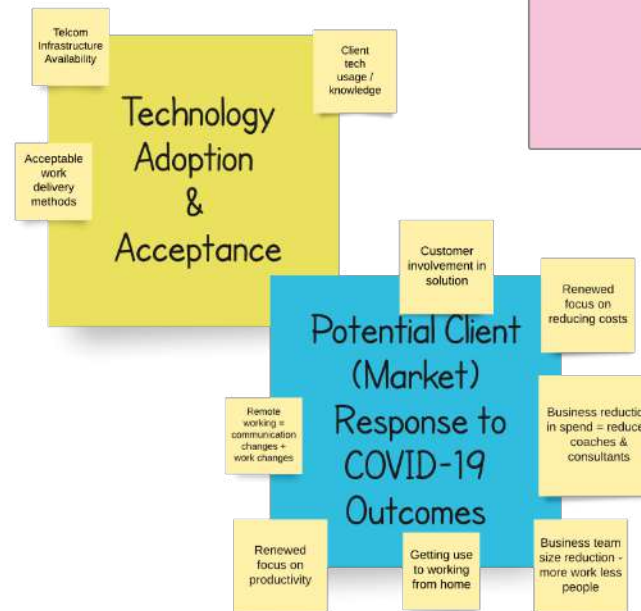 Telcom
Infrastructure
Availability
Client
tech
usage /
knowledge
Technology
Adoption
&
Acceptance
Acceptable
work
delivery
methods
Customer
involvement in
solution
Renewed
focus on
reducing costs
Potential Client
(Market)
Response to
COVID-19
Outcomes
Remote
working =
communication
changes +
work changes
Business reductio
in spend = reduce
coaches &
consultants
Renewed
focus on
productivity
Getting use
to working
from home
Business team
size reduction -
more work less
people